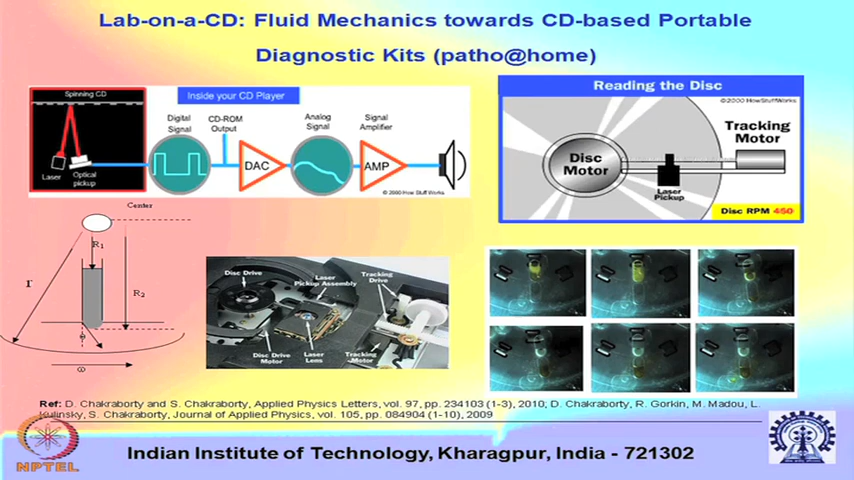 Lab-on-a-CD: Fluid Mechanics towards CD-based Portable
Diagnostic Kits (patho@home)
Spinning CD
Inside your CD Player
Digital
Signal
CD-ROM
Output
Analog
Signal
Signal
Amplifier
Laser
Optical
pickup
DAC
AMP
© 2000 How Stuff Works
Reading the Disc
©2000 HowStuffWorks
Disc
Motor
Tracking
Motor
Laser
Pickup
Disc RPM 450
Center
R1
r
R2
θ
ω
Disc Drive
Laser
Pickup Assembly
Tracking
Drive
Disc Drive
Motor
Laser
Lens
Tracking
Motor
Ref: D. Chakraborty and S. Chakraborty, Applied Physics Letters, vol. 97, pp. 234103 (1-3), 2010; D. Chakraborty, R. Gorkin, M. Madou, L.
Kulinsky, S. Chakraborty, Journal of Applied Physics, vol. 105, pp. 084904 (1-10), 2009
NPTEL
Indian Institute of Technology, Kharagpur, India - 721302